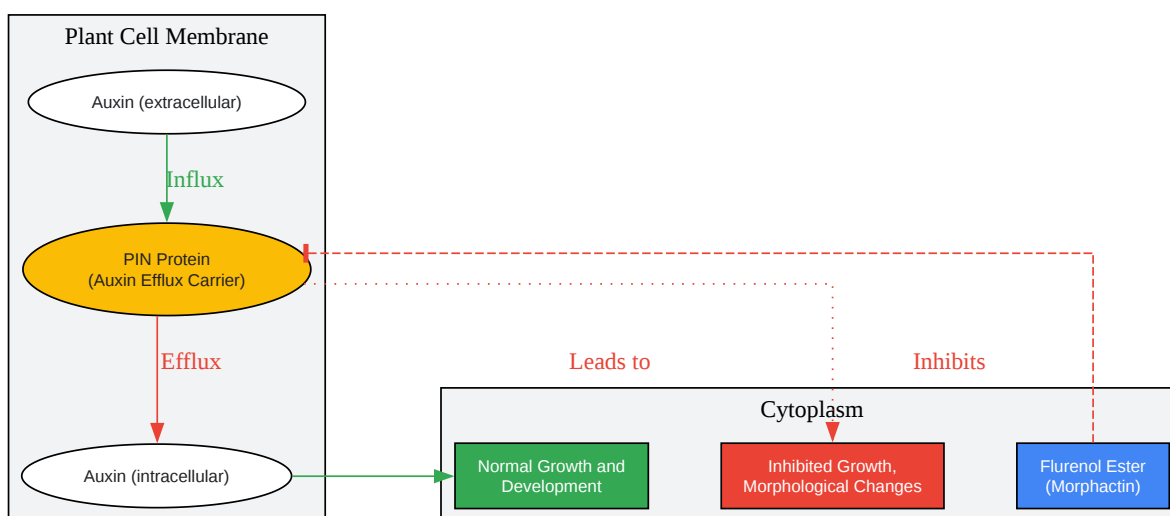 Plant Cell Membrane
Auxin (extracellular)
Influx
PIN Protein
(Auxin Efflux Carrier)
Efflux
Leads to
Inhibits
Cytoplasm
Auxin (intracellular)
Normal Growth and
Development
Inhibited Growth,
Morphological Changes
Flurenol Ester
(Morphactin)